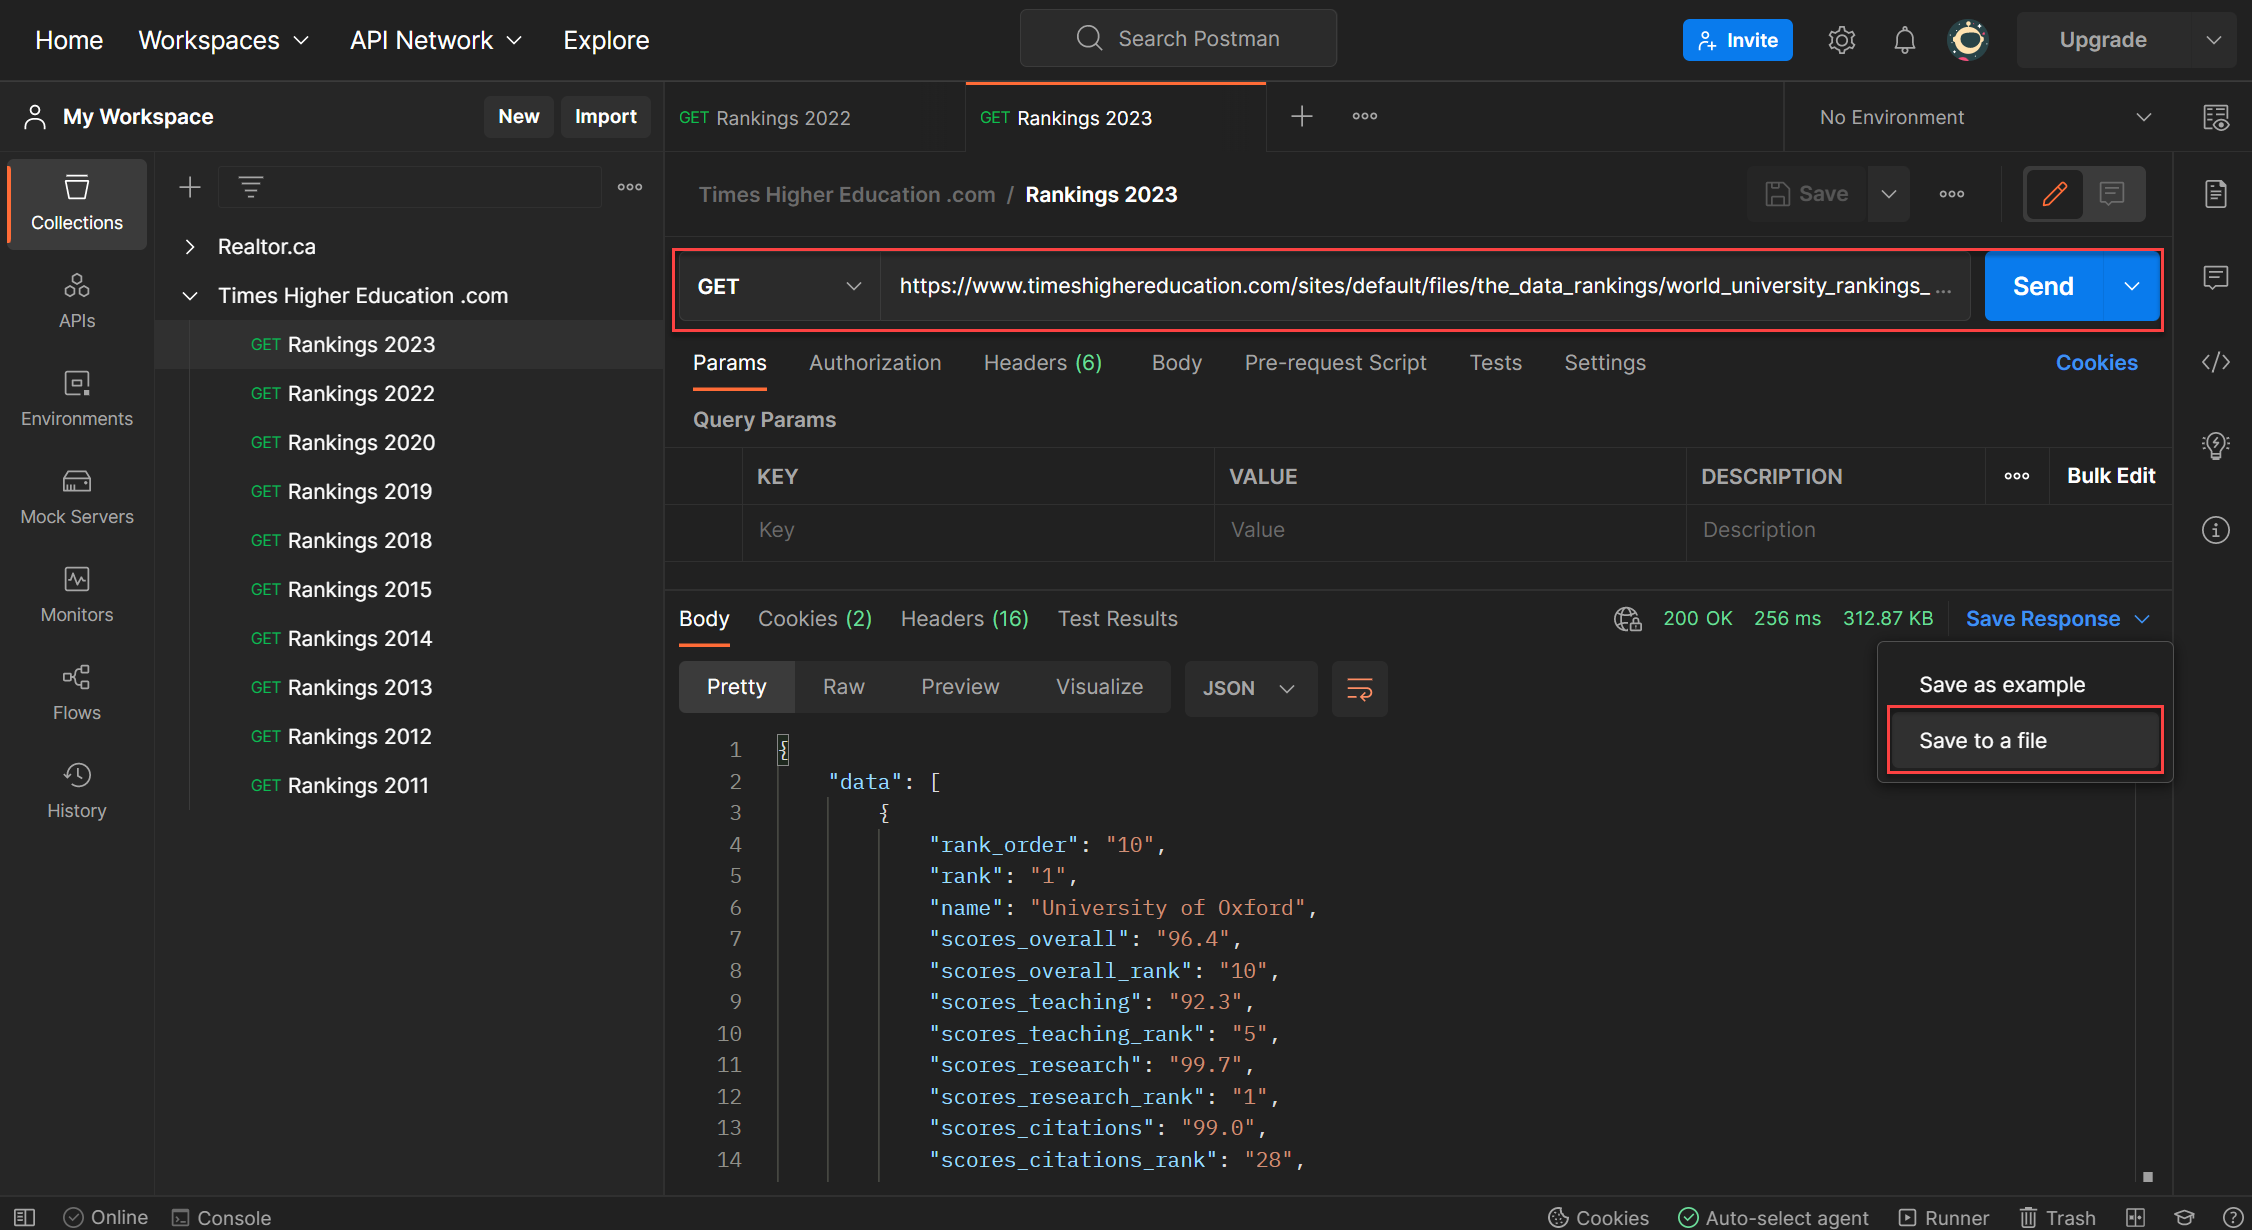 Home Workspaces API Network Explore Search Postman Invite Upgrade
My Workspace New Import GET Rankings 2022 GET Rankings 2023 No Environment
Times Higher Education .com / Rankings 2023 Save
Collections
APIs
Environments
Mock Servers
Monitors
Flows
History
Realtor.ca
Times Higher Education .com
GET Rankings 2023
GET Rankings 2022
GET Rankings 2020
GET Rankings 2019
GET Rankings 2018
GET Rankings 2015
GET Rankings 2014
GET Rankings 2013
GET Rankings 2012
GET Rankings 2011
GET https://www.timeshighereducation.com/sites/default/files/the_data_rankings/world_university_rankings_ ... Send
Params Authorization Headers (6) Body Pre-request Script Tests Settings Cookies
Query Params
KEY VALUE DESCRIPTION Bulk Edit
Key Value Description
Body Cookies (2) Headers (16) Test Results 200 OK 256 ms 312.87 KB Save Response
Save as example
Save to a file
Pretty Raw Preview Visualize JSON
1 {
2 "data": [
3 {
4 "rank_order": "10",
5 "rank": "1",
6 "name": "University of Oxford",
7 "scores_overall": "96.4",
8 "scores_overall_rank": "10",
9 "scores_teaching": "92.3",
10 "scores_teaching_rank": "5",
11 "scores_research": "99.7",
12 "scores_research_rank": "1",
13 "scores_citations": "99.0",
14 "scores_citations_rank": "28",
Online Console Cookies Auto-select agent Runner Trash